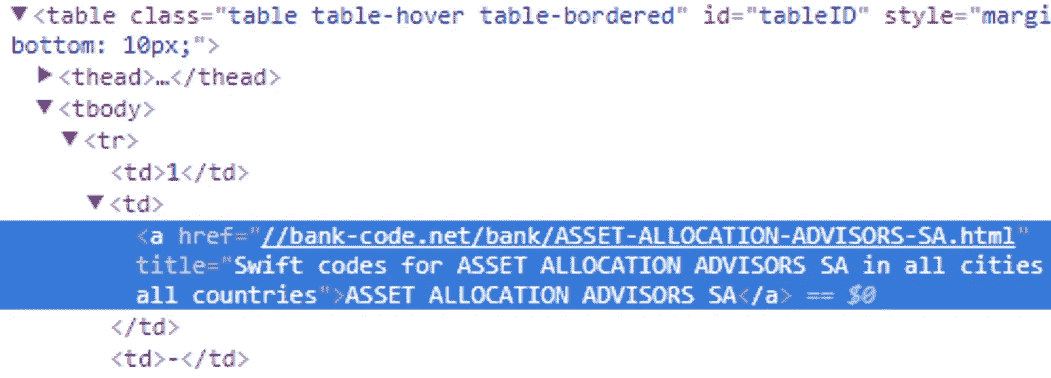 ▼<table class="table table-hover table-bordered" id="tableID" style="margi
bottom: 10px;">
▶<thead>…</thead>
▼<tbody>
▼<tr>
<td>1</td>
▼<td>
<a href="//bank-code.net/bank/ASSET-ALLOCATION-ADVISORS-SA.html"
title="Swift codes for ASSET ALLOCATION ADVISORS SA in all cities
all countries">ASSET ALLOCATION ADVISORS SA</a> == $0
</td>
<td>-</td>